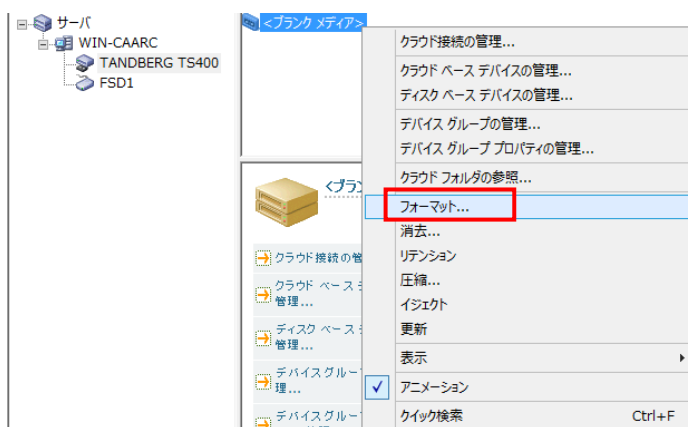 サーバ
WIN-CAARC
TANDBERG TS400
FSD1
<ブランク メディア>
クラウド接続の管理...
クラウド ベース デバイスの管理...
ディスク ベース デバイスの管理...
デバイス グループの管理...
デバイス グループ プロパティの管理...
クラウド フォルダの参照...
フォーマット...
消去...
リテンション
圧縮...
イジェクト
更新
表示
アニメーション
クイック検索 Ctrl+F
<ブラン
クラウド接続の管
クラウド ベース
管理...
ディスク ベース
管理...
デバイスグルー
理...
デバイスグルー